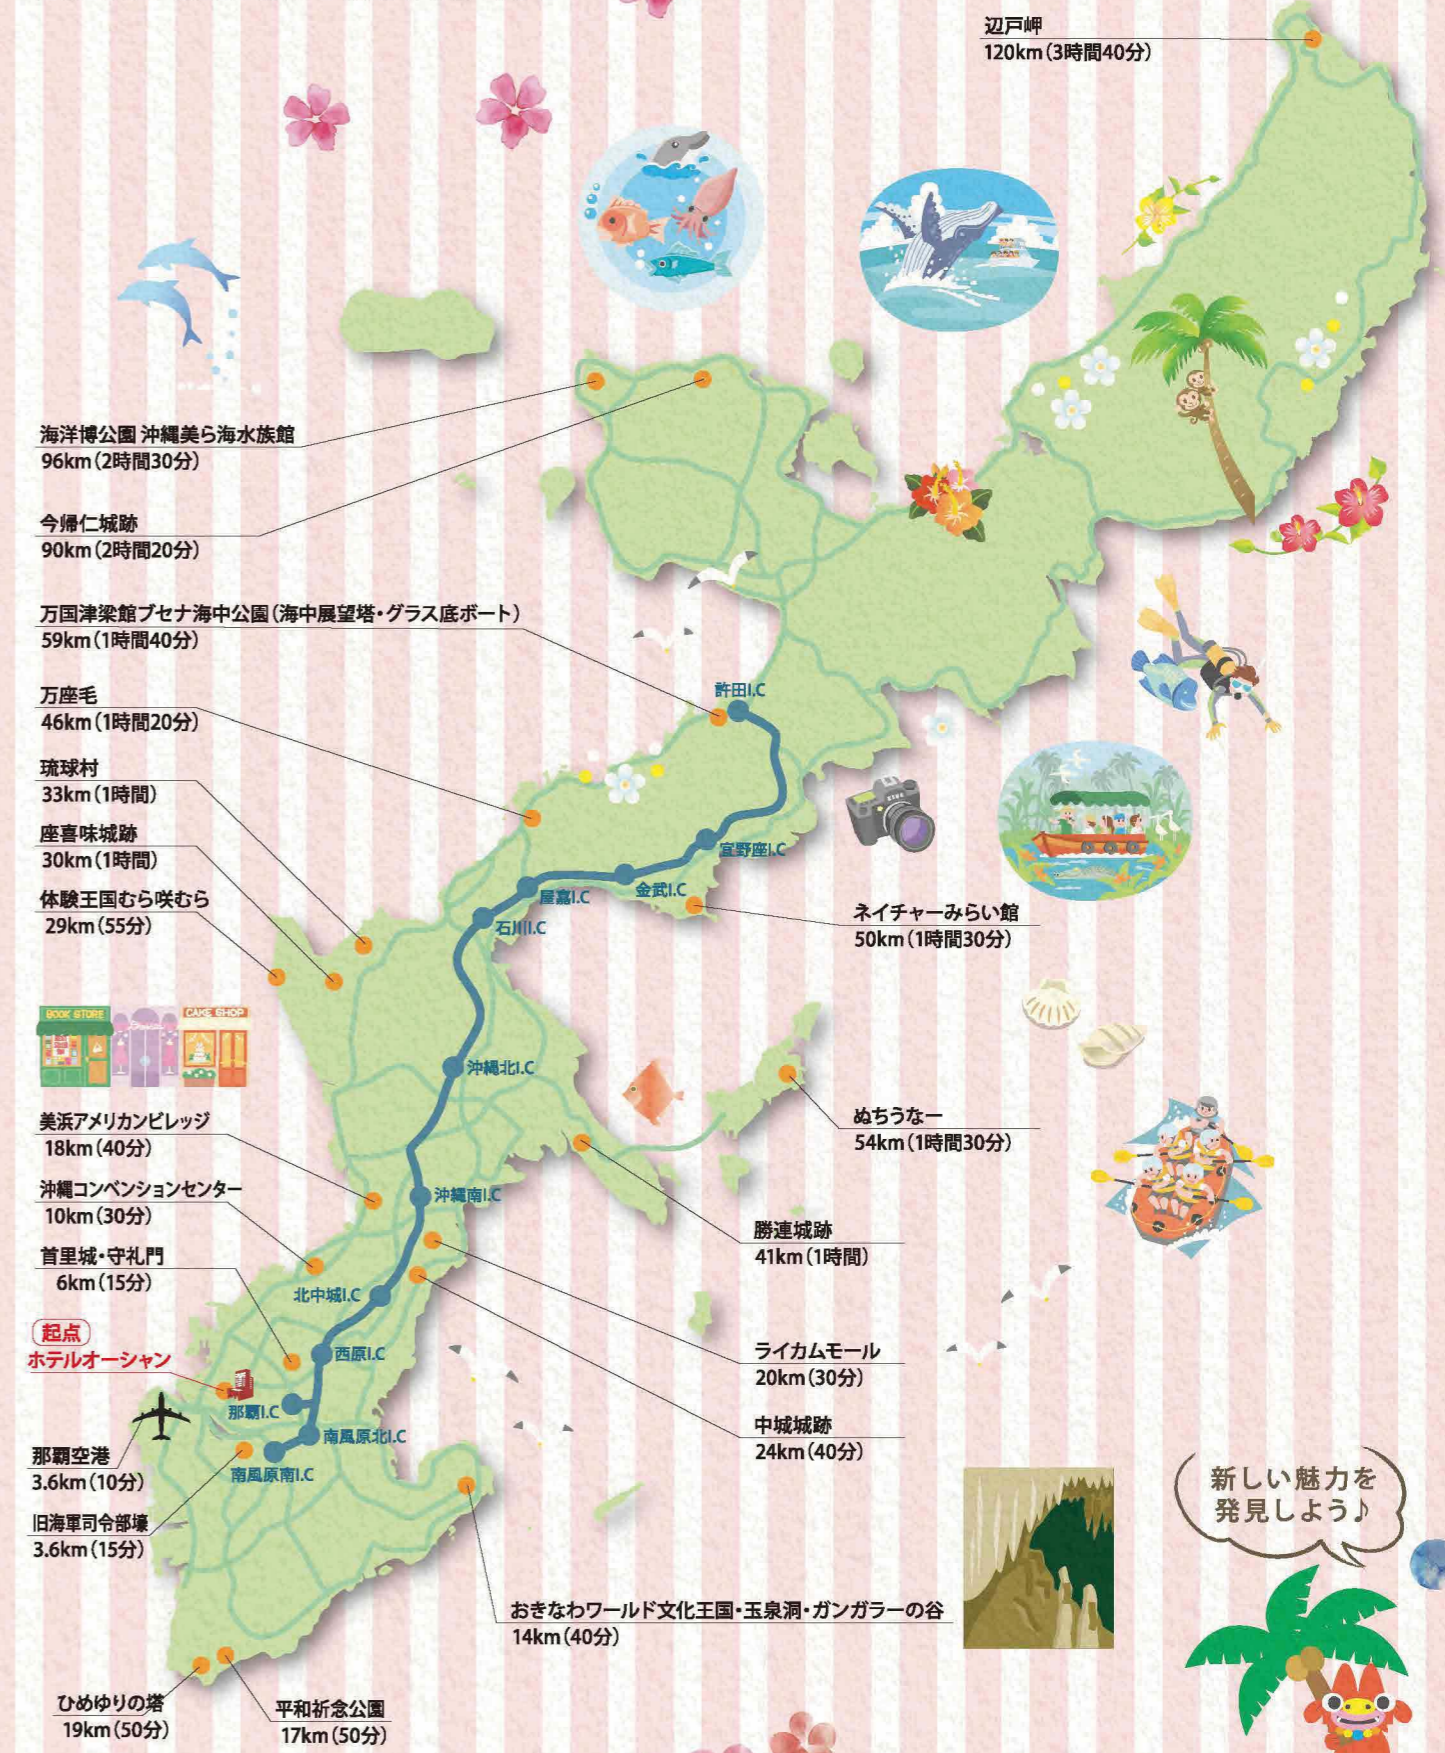 辺戸岬
120km(3時間40分)
海洋博公園 沖縄美ら海水族館
96km(2時間30分)
今帰仁城跡
90km(2時間20分)
万国津梁館ブセナ海中公園(海中展望塔・グラス底ボート)
59km(1時間40分)
万座毛
46km(1時間20分)
琉球村
33km(1時間)
座喜味城跡
30km(1時間)
体験王国むら咲むら
29km(55分)
許田I.C
宜野座I.C
金武I.C
屋嘉I.C
石川I.C
ネイチャーみらい館
50km(1時間30分)
BOOK STORE
CAKE SHOP
沖縄北I.C
ぬちうなー
54km(1時間30分)
美浜アメリカンビレッジ
18km(40分)
沖縄コンベンションセンター
10km(30分)
首里城・守礼門
6km(15分)
沖縄南I.C
勝連城跡
41km(1時間)
北中城I.C
起点
ホテルオーシャン
西原I.C
ライカムモール
20km(30分)
那覇I.C
南風原北I.C
中城城跡
24km(40分)
那覇空港
3.6km(10分)
南風原南I.C
旧海軍司令部壕
3.6km(15分)
新しい魅力を
発見しよう♪
おきなわワールド文化王国・玉泉洞・ガンガラーの谷
14km(40分)
ひめゆりの塔
19km(50分)
平和祈念公園
17km(50分)